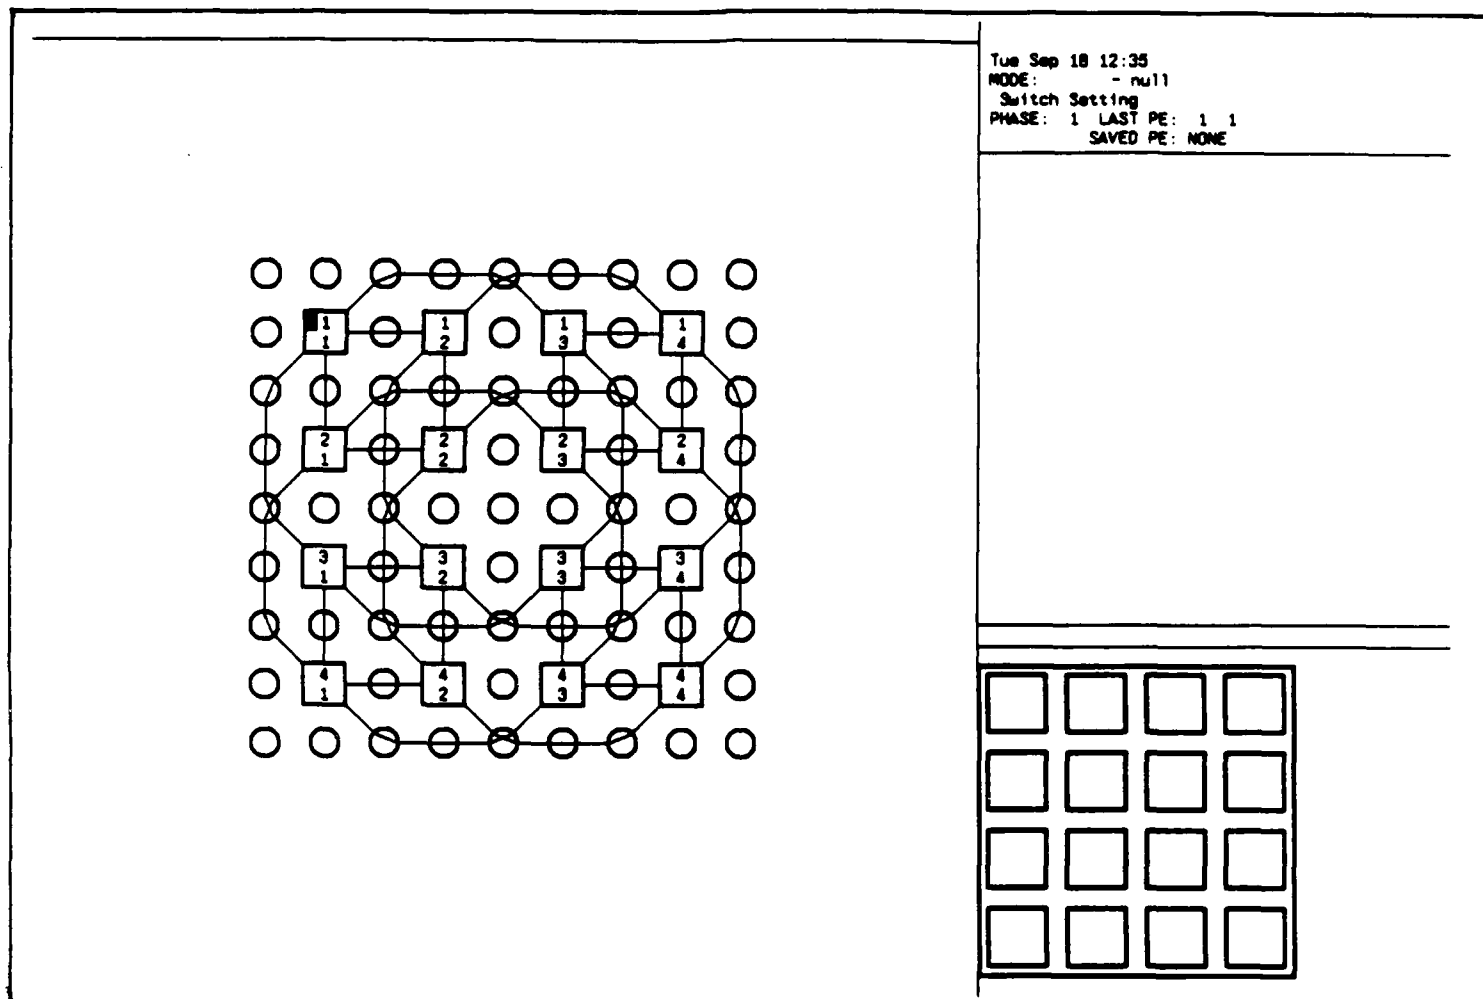 Tue Sep 18 12:35
MODE: - null
Switch Setting
PHASE: 1 LAST PE: 1 1
SAVED PE: NONE
1 1 1 1
1 2 3 4
2 2 2 2
1 2 3 4
3 3 3 3
1 2 3 4
4 4 4 4
1 2 3 4